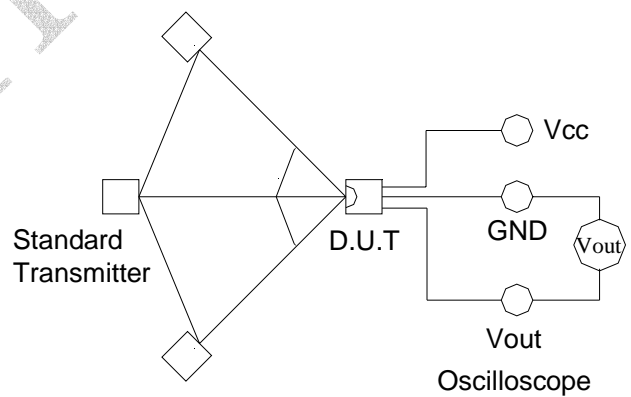 Vcc
Standard
Transmitter
D.U.T
GND
Vout
Vout
Oscilloscope